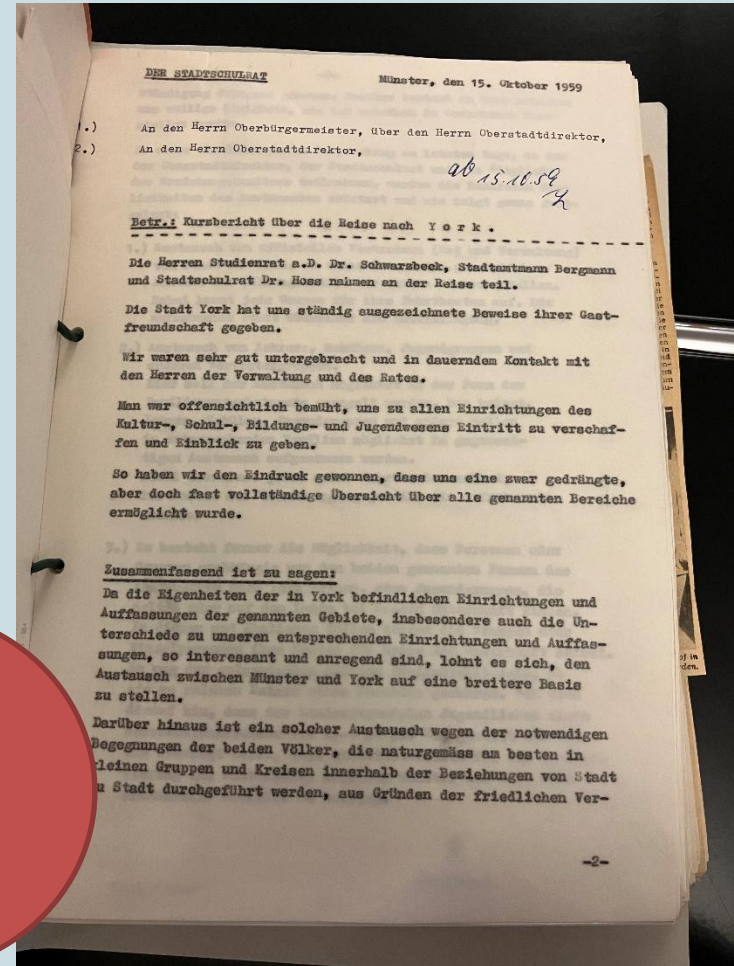 DER STADTSCHULRAT
Münster, den 15. Oktober 1959
1.) An den Herrn Oberbürgermeister, über den Herrn Oberstadtdirektor,
2.) An den Herrn Oberstadtdirektor,
ab 15.10.59
Betr.: Kurzbericht über die Reise nach Y o r k .
Die Herren Studienrat a.D. Dr. Schwarzbeck, Stadtamtmann Bergmann
und Stadtschulrat Dr. Hoss nahmen an der Reise teil.
Die Stadt York hat uns ständig ausgezeichnete Beweise ihrer Gast-
freundschaft gegeben.
Wir waren sehr gut untergebracht und in dauerndem Kontakt mit
den Herren der Verwaltung und des Rates.
Man war offensichtlich bemüht, uns zu allen Einrichtungen des
Kultur-, Schul-, Bildungs- und Jugendwesens Eintritt zu verschaf-
fen und Einblick zu geben.
So haben wir den Eindruck gewonnen, dass uns eine zwar gedrängte,
aber doch fast vollständige Übersicht über alle genannten Bereiche
ermöglicht wurde.
Zusammenfassend ist zu sagen:
Da die Eigenheiten der in York befindlichen Einrichtungen und
Auffassungen der genannten Gebiete, insbesondere auch die Un-
terschiede zu unseren entsprechenden Einrichtungen und Auffas-
sungen, so interessant und anregend sind, lohnt es sich, den
Austausch zwischen Münster und York auf eine breitere Basis
zu stellen.
Darüber hinaus ist ein solcher Austausch wegen der notwendigen
Begegnungen der beiden Völker, die naturgemäss am besten in
kleinen Gruppen und Kreisen innerhalb der Beziehungen von Stadt
u Stadt durchgeführt werden, aus Gründen der friedlichen Ver-
-2-